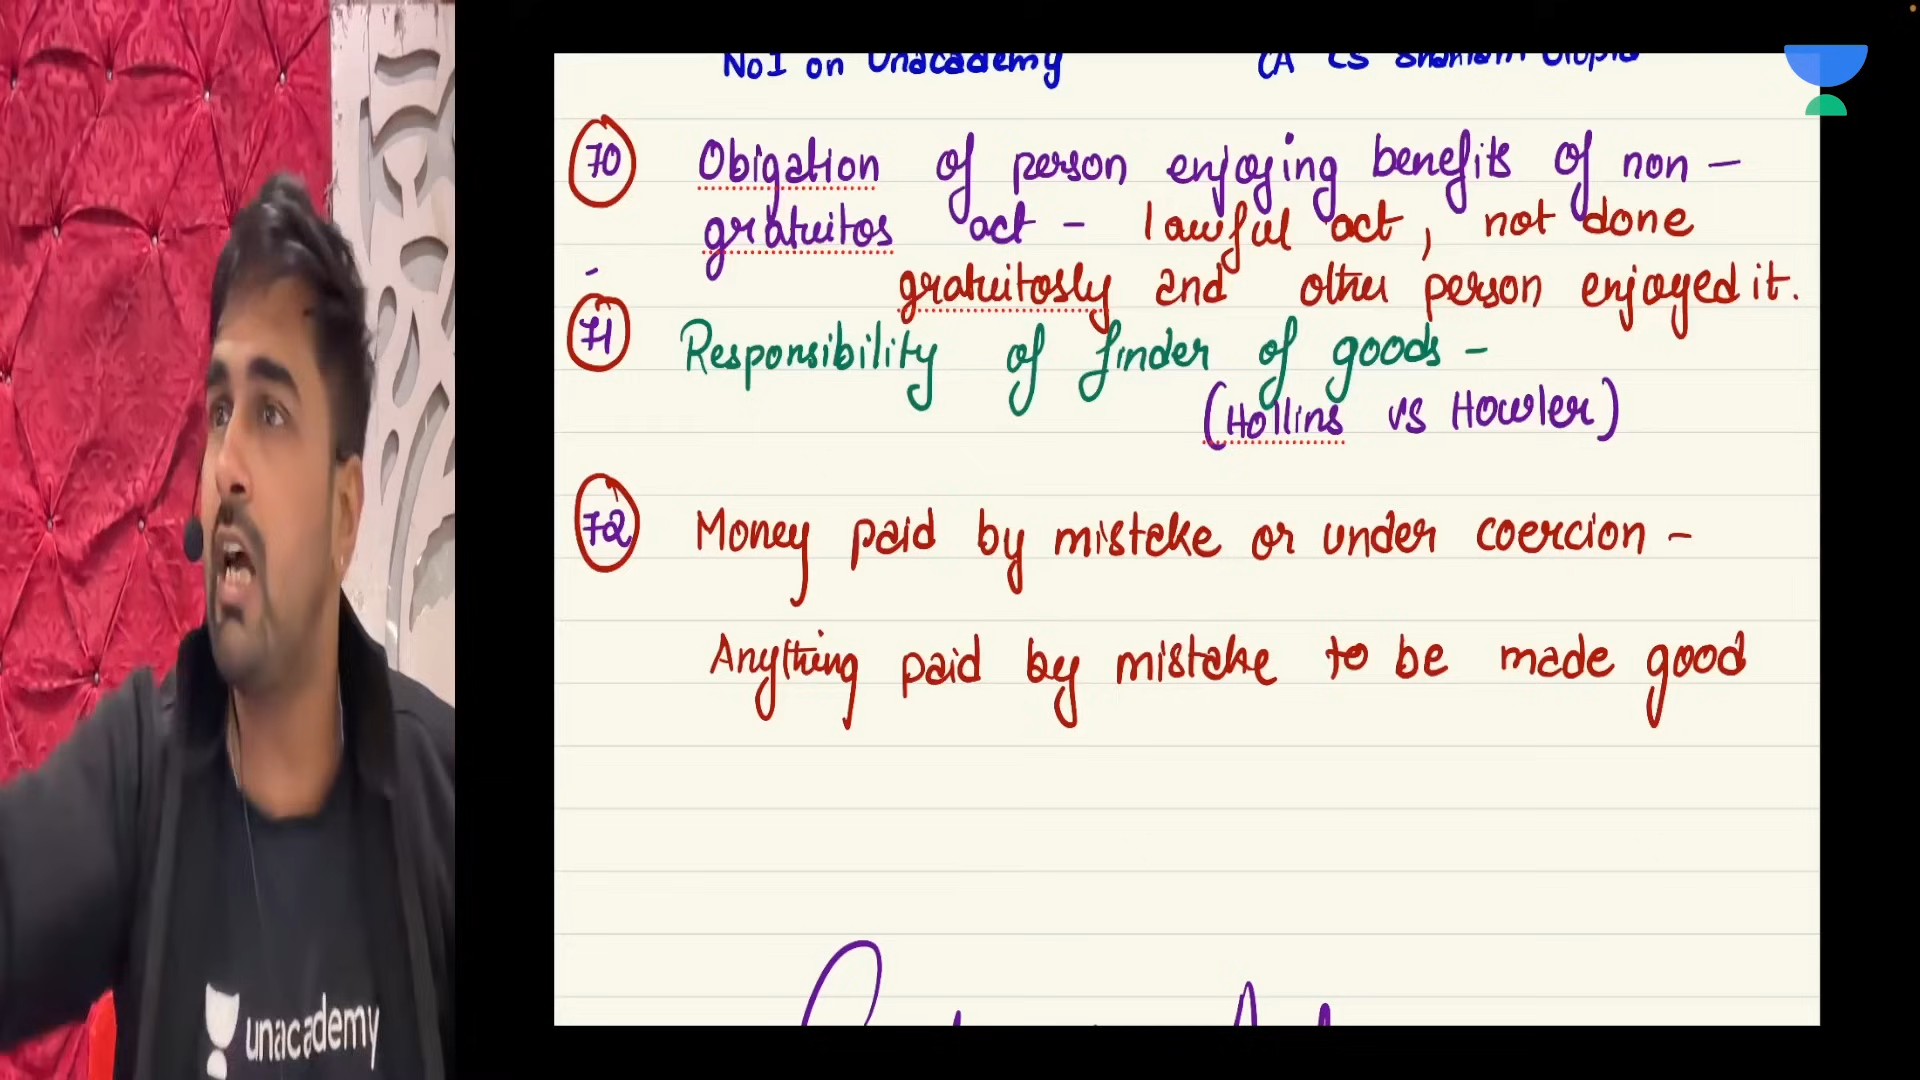 No1 on Unacademy CA CS
70 Obigation of person enjoying benefits of non -
gratuitos act - lawful act, not done
gratuitosly and other person enjoyed it.
71 Responsibility of finder of goods -
(Hollins vs Howler)
72 Money paid by mistake or under coercion -
Anything paid by mistake to be made good
unacademy